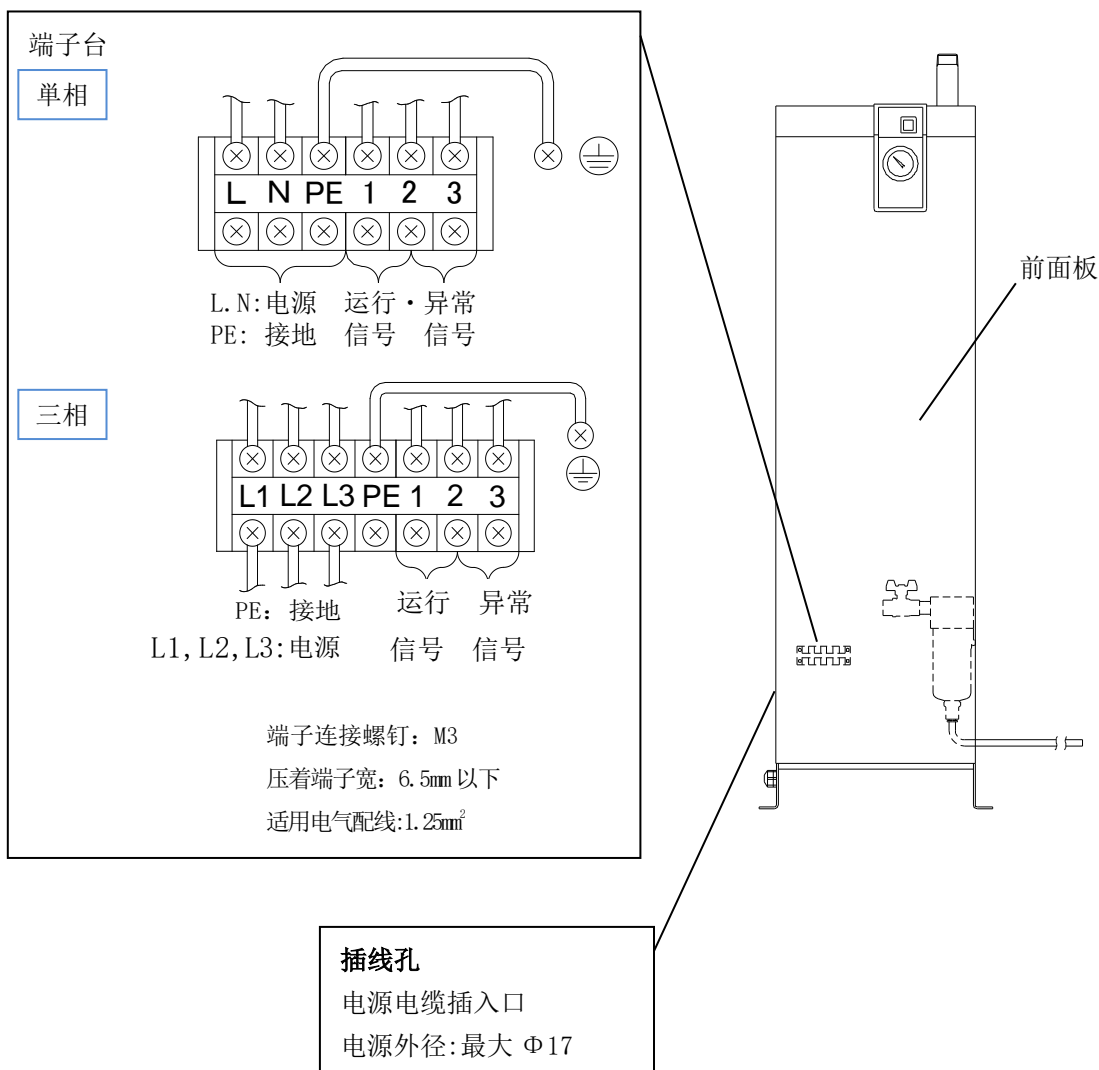 端子台
単相
L N PE 1 2 3
L.N:电源 运行・异常
PE: 接地 信号 信号
前面板
三相
L1 L2 L3 PE 1 2 3
PE: 接地 运行 异常
L1,L2,L3:电源 信号 信号
端子连接螺钉: M3
压着端子宽: 6.5mm 以下
适用电气配线:1.25mm²
插线孔
电源电缆插入口
电源外径:最大 Φ17